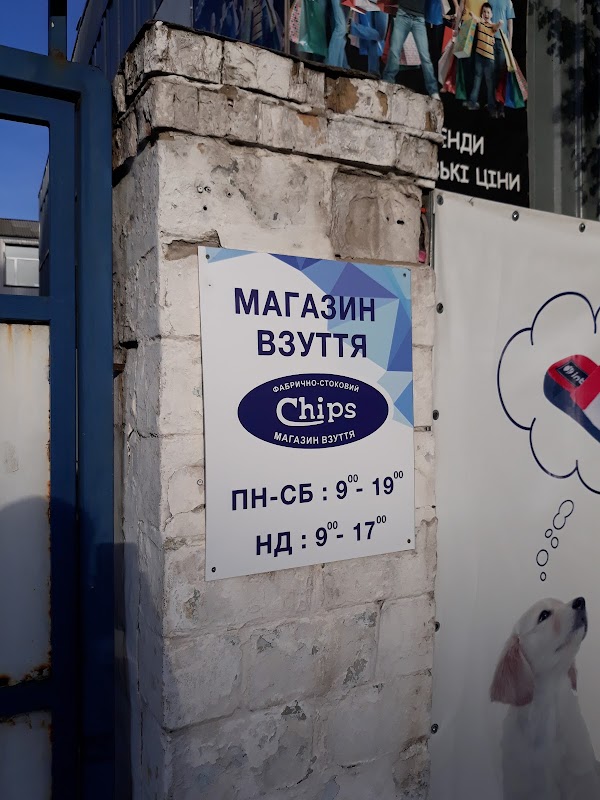 ЕНДИ
ЬКІ ЦІНИ
МАГАЗИН
ВЗУТТЯ
ФАБРИЧНО-СТОКОВИЙ
Chips
МАГАЗИН ВЗУТТЯ
ПН-СБ : 9⁰⁰ - 19⁰⁰
НД : 9⁰⁰ - 17⁰⁰